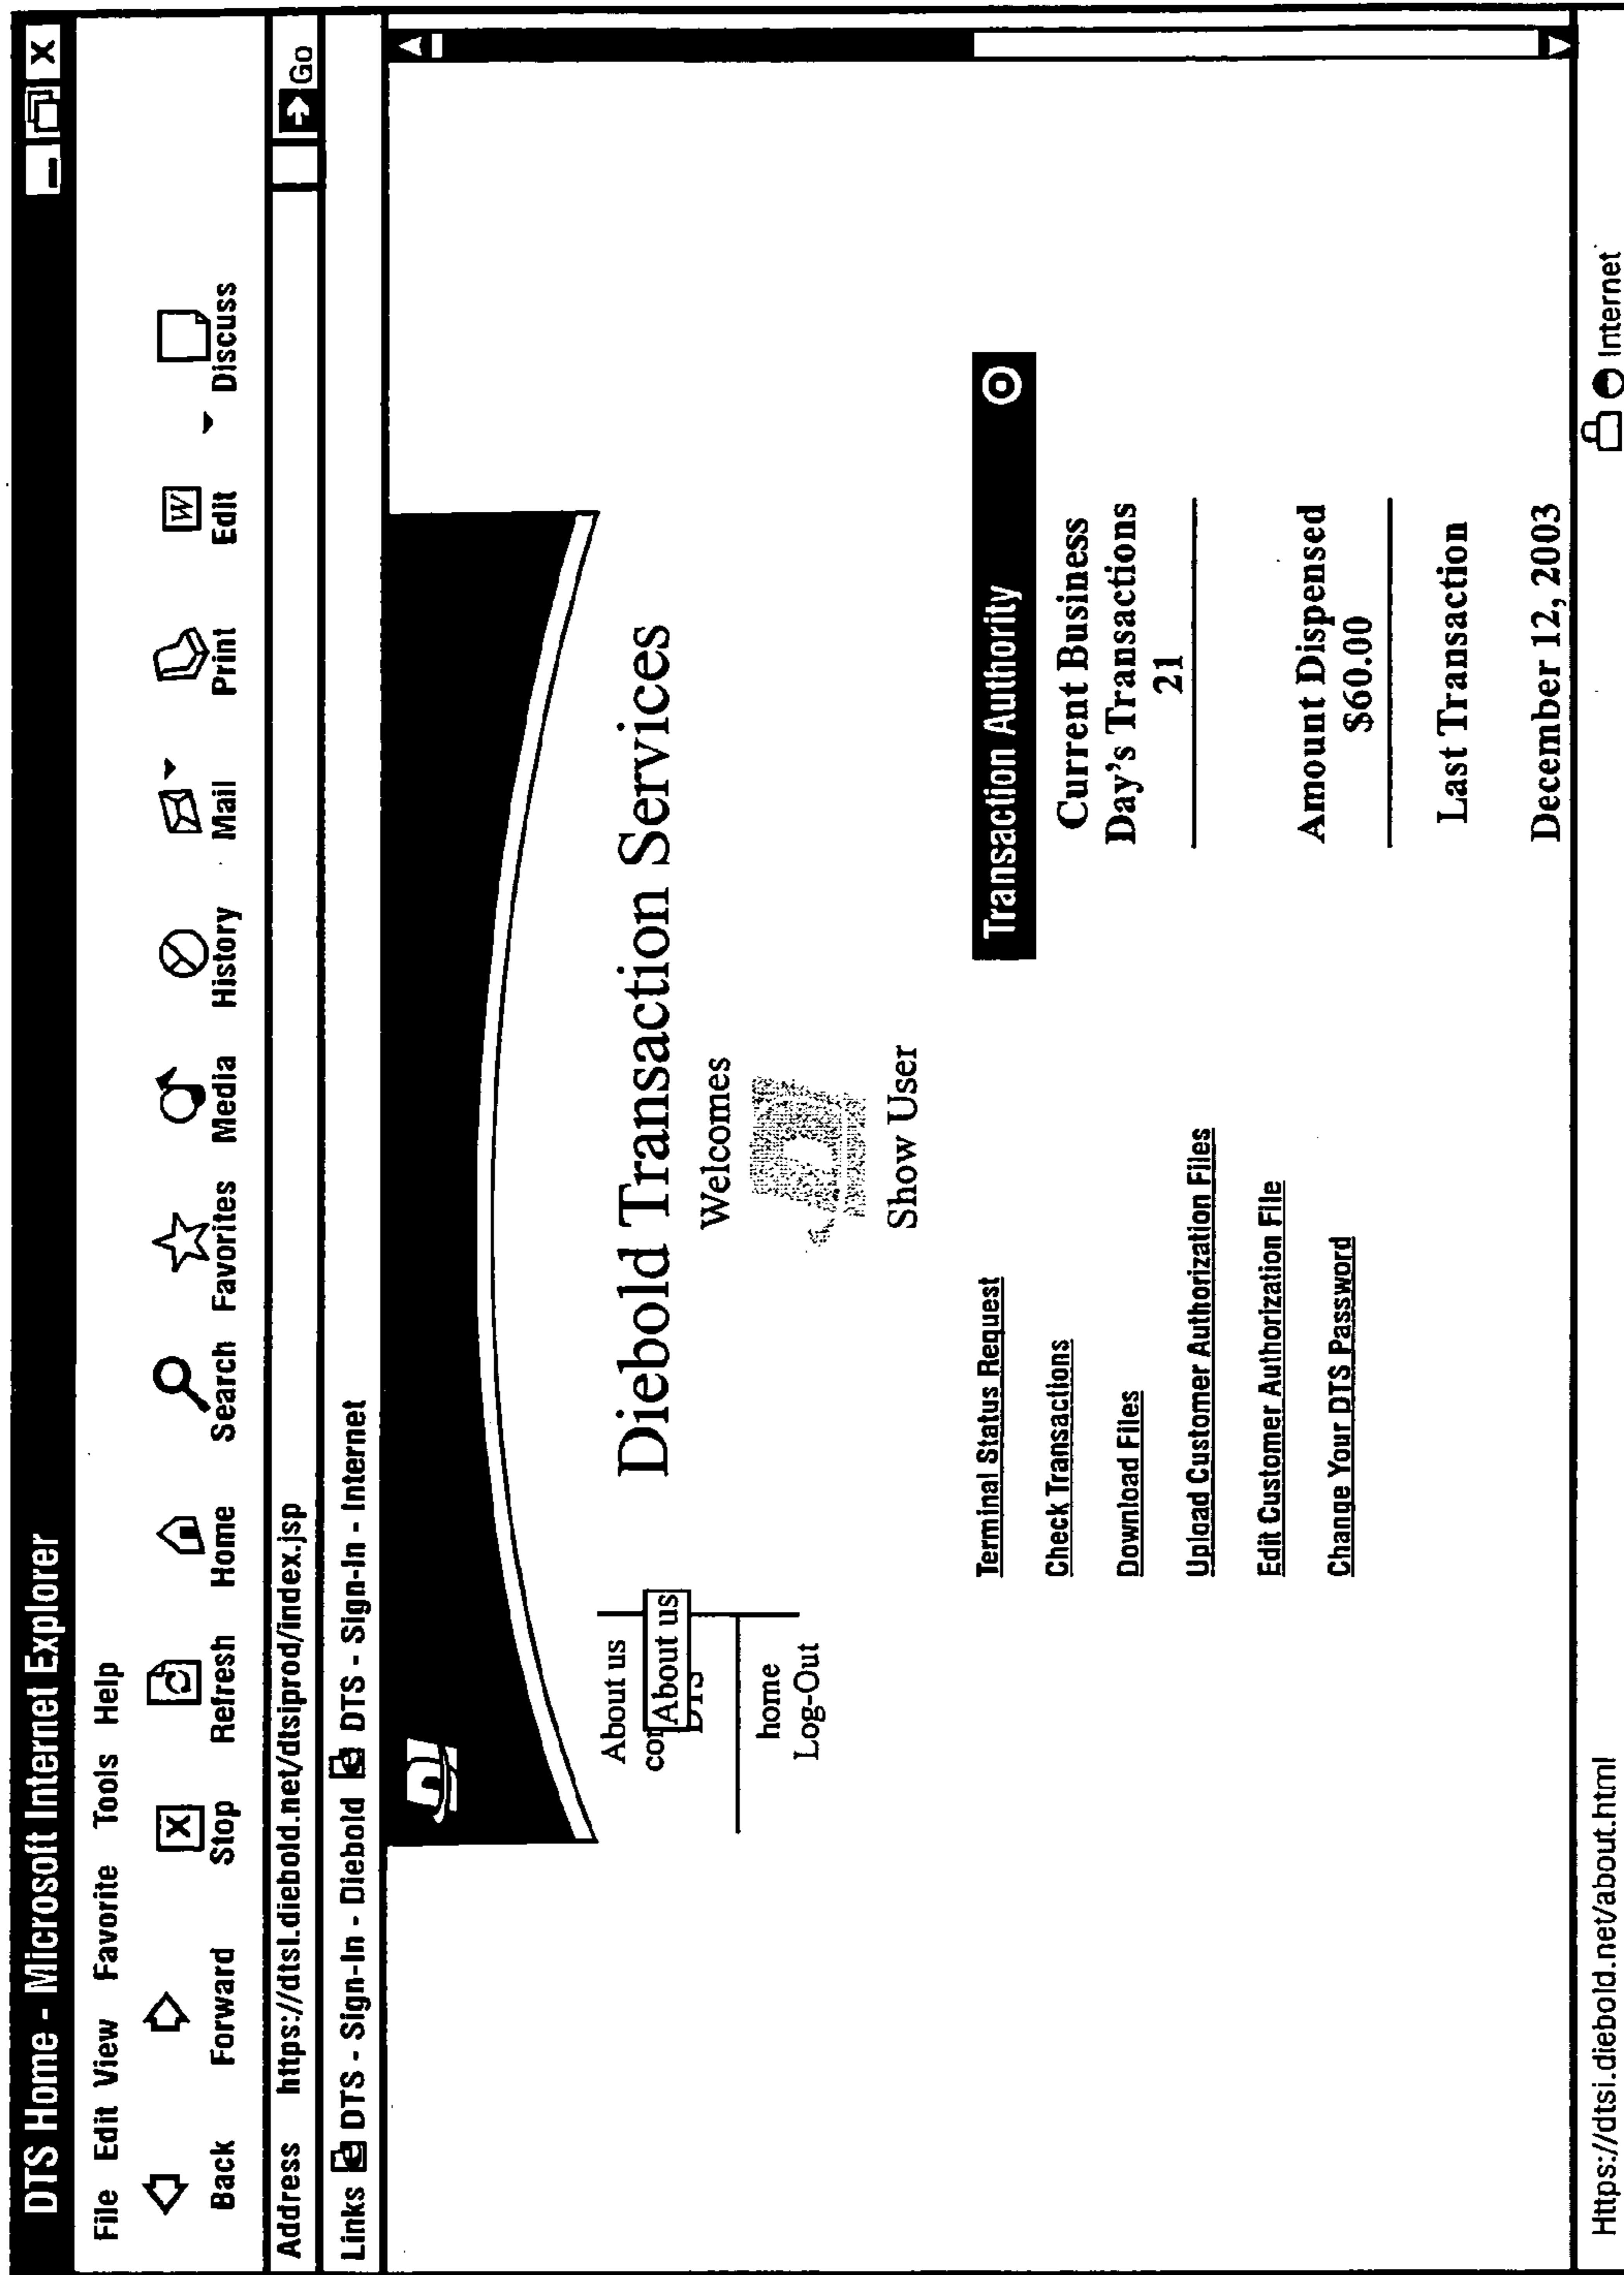 DTS Home - Microsoft Internet Explorer
File Edit View Favorite Tools Help
Back Forward Stop Refresh Home Search Favorites Media History Mail Print Edit Discuss
Address https://dtsl.diebold.net/dtsiprod/index.jsp Go
Links DTS - Sign-In - Diebold DTS - Sign-In - Internet
Diebold Transaction Services
About us
About us
home
Log-Out
Welcomes
Show User
Terminal Status Request
Check Transactions
Download Files
Upload Customer Authorization Files
Edit Customer Authorization File
Change Your DTS Password
Transaction Authority
Current Business
Day's Transactions
21
Amount Dispensed
$60.00
Last Transaction
December 12, 2003
Https://dtsi.diebold.net/about.html Internet